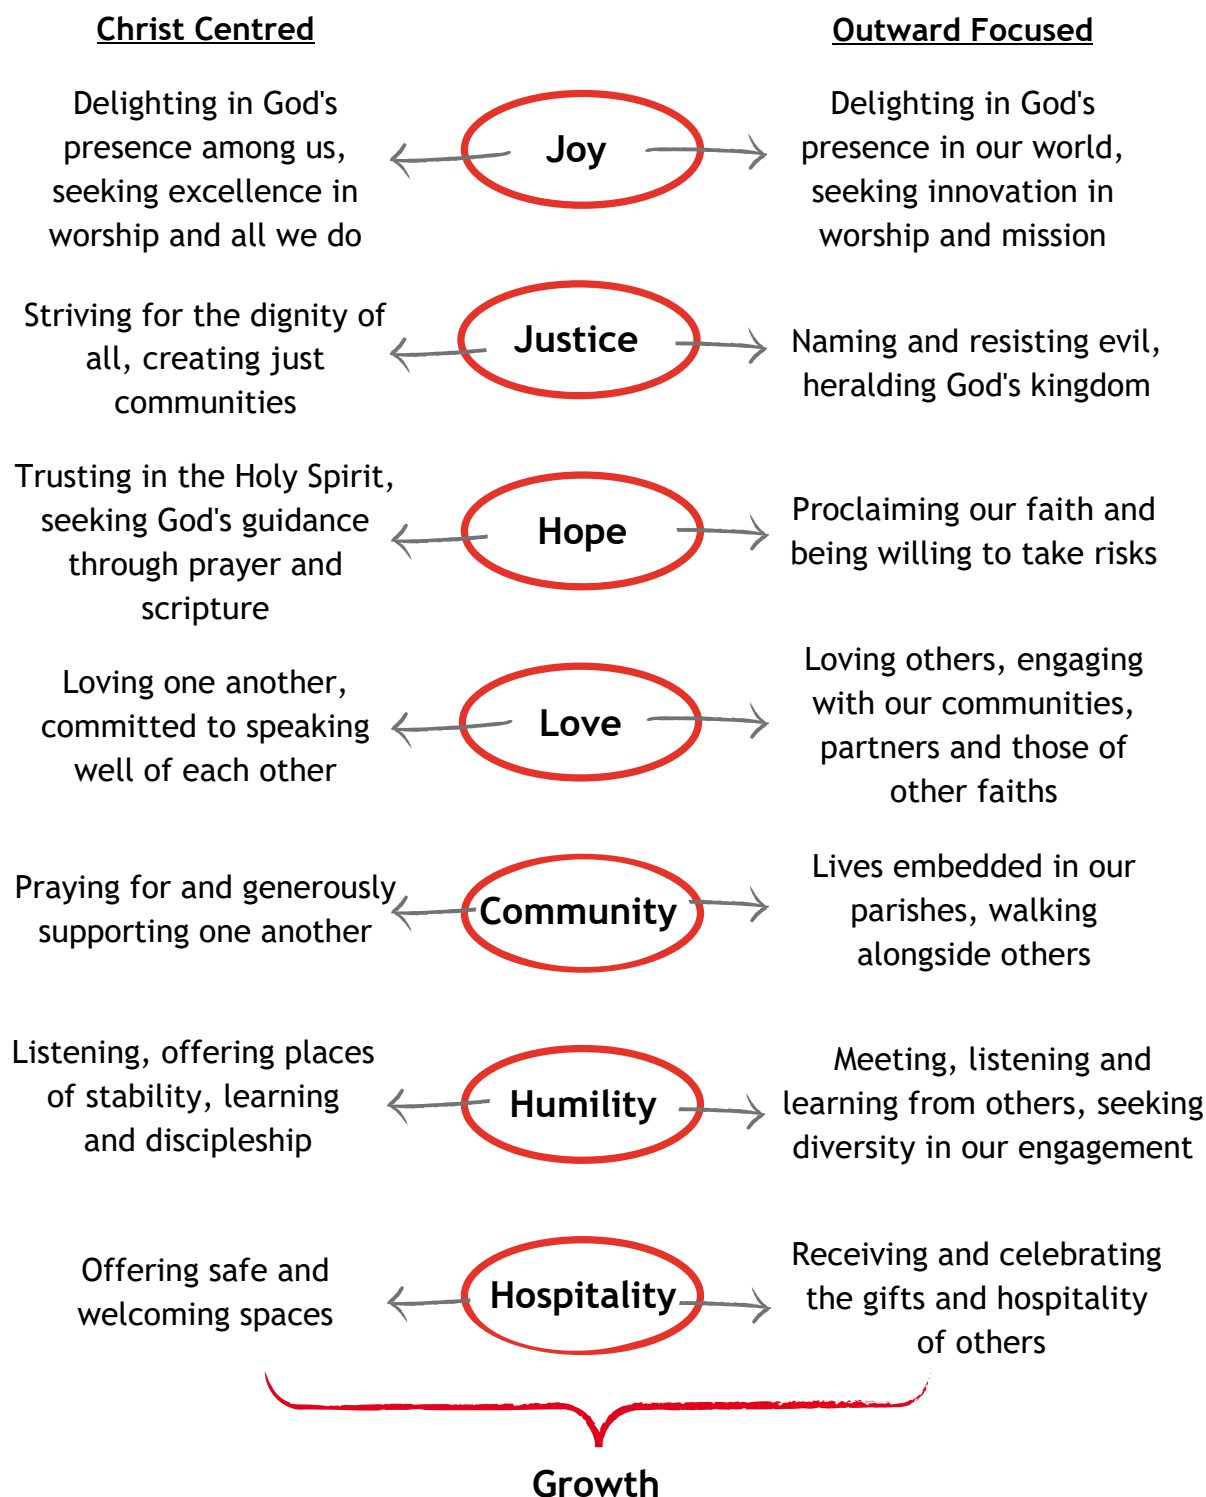 Christ Centred
Outward Focused
Delighting in God's
presence among us,
seeking excellence in
worship and all we do
Joy
Delighting in God's
presence in our world,
seeking innovation in
worship and mission
Striving for the dignity of
all, creating just
communities
Justice
Naming and resisting evil,
heralding God's kingdom
Trusting in the Holy Spirit,
seeking God's guidance
through prayer and
scripture
Hope
Proclaiming our faith and
being willing to take risks
Loving one another,
committed to speaking
well of each other
Love
Loving others, engaging
with our communities,
partners and those of
other faiths
Praying for and generously
supporting one another
Community
Lives embedded in our
parishes, walking
alongside others
Listening, offering places
of stability, learning
and discipleship
Humility
Meeting, listening and
learning from others, seeking
diversity in our engagement
Offering safe and
welcoming spaces
Hospitality
Receiving and celebrating
the gifts and hospitality
of others
Growth